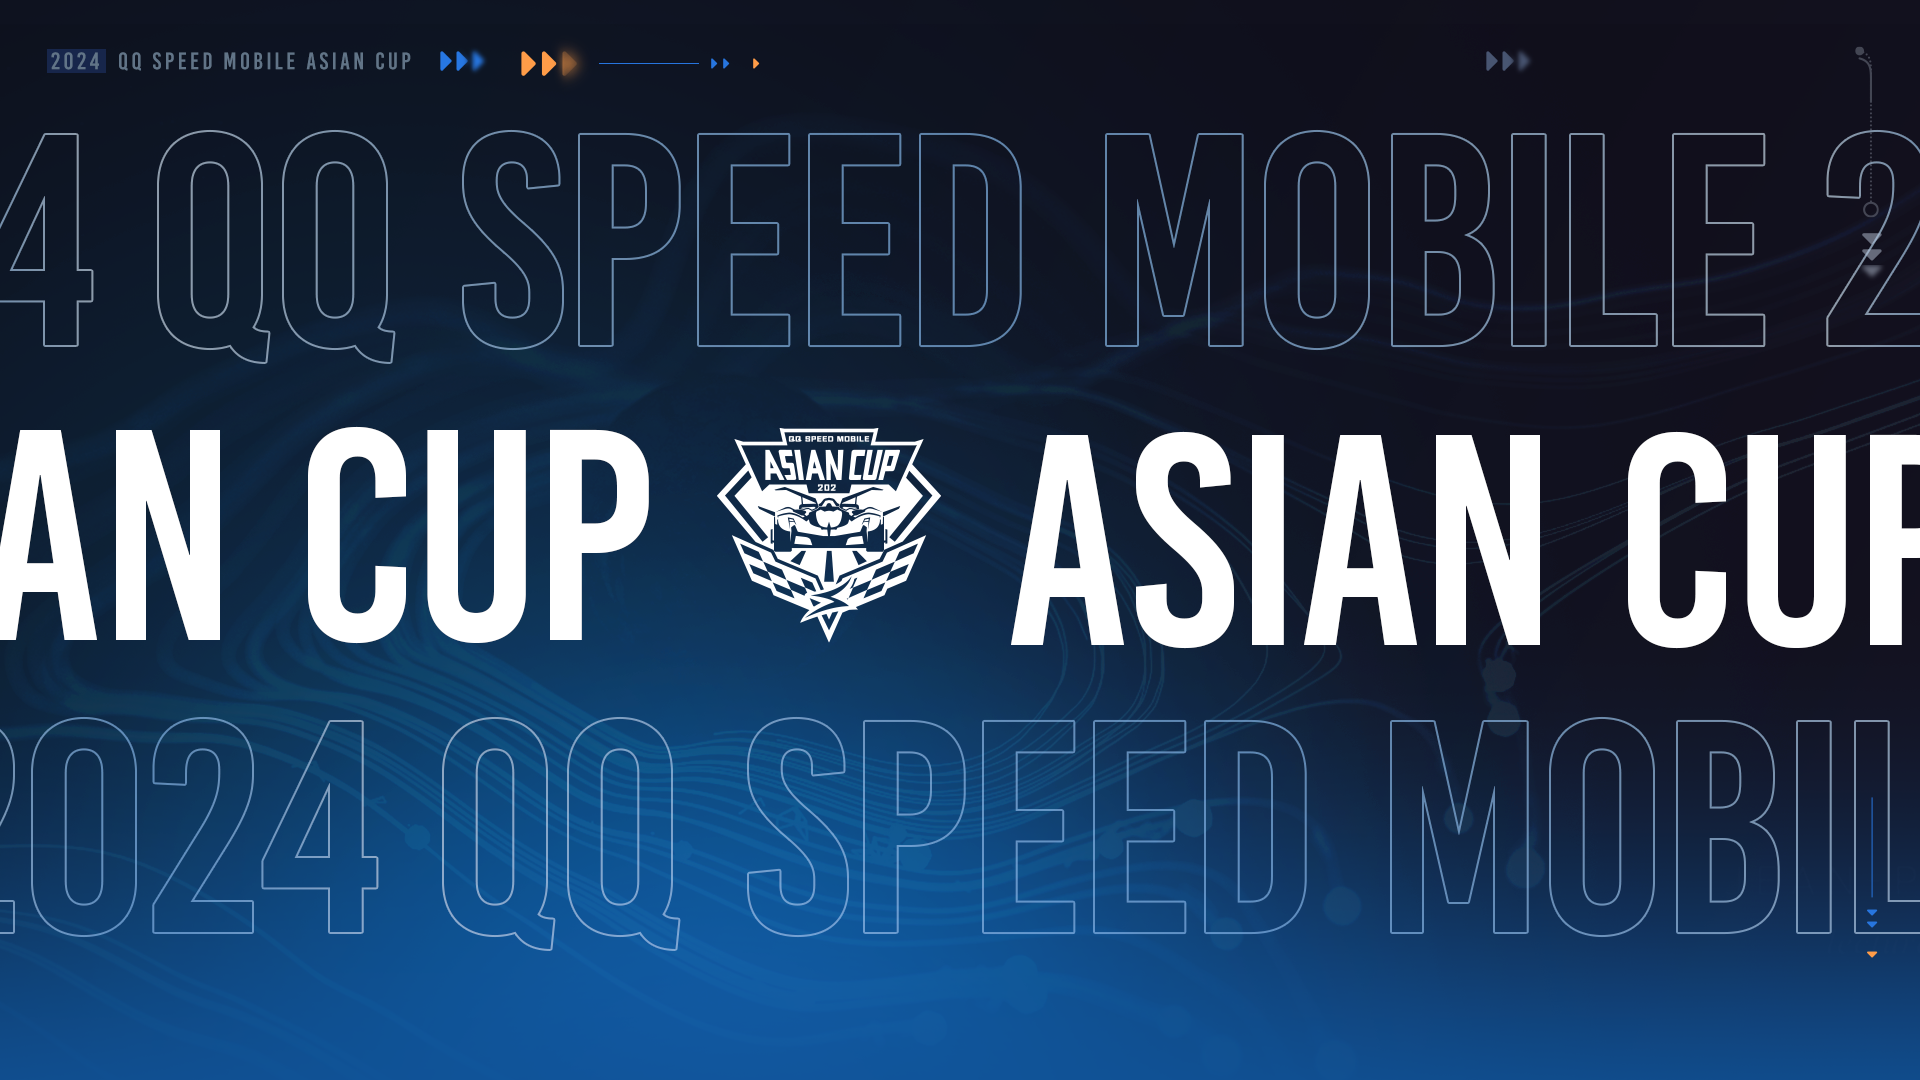 2024 QQ SPEED MOBILE ASIAN CUP
4 QQ SPEED MOBILE 2
AN CUP
QQ SPEED MOBILE
ASIAN CUP
202
ASIAN CUP
2024 QQ SPEED MOBIL